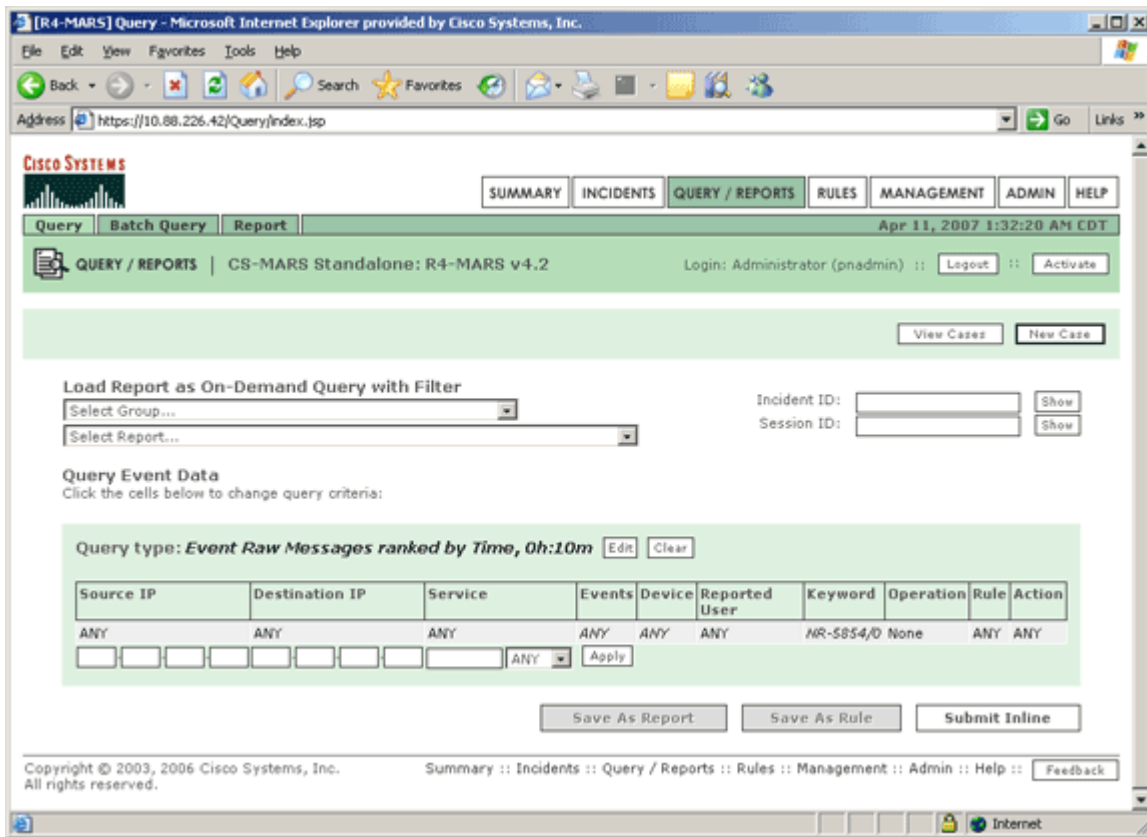 [R4-MARS] Query - Microsoft Internet Explorer provided by Cisco Systems, Inc.
File Edit View Favorites Tools Help
Back Search Favorites
Address https://10.88.226.42/Query/index.jsp Go Links »
CISCO SYSTEMS
SUMMARY INCIDENTS QUERY / REPORTS RULES MANAGEMENT ADMIN HELP
Query Batch Query Report Apr 11, 2007 1:32:20 AM CDT
QUERY / REPORTS | CS-MARS Standalone: R4-MARS v4.2 Login: Administrator (pnadmin) :: Logout :: Activate
View Cases New Case
Load Report as On-Demand Query with Filter
Select Group...
Select Report...
Incident ID: Show
Session ID: Show
Query Event Data
Click the cells below to change query criteria:
Query type: Event Raw Messages ranked by Time, 0h:10m Edit Clear
Source IP Destination IP Service Events Device Reported User Keyword Operation Rule Action
ANY ANY ANY ANY ANY ANY NR-5854/0 None ANY ANY
ANY Apply
Save As Report Save As Rule Submit Inline
Copyright © 2003, 2006 Cisco Systems, Inc.
All rights reserved.
Summary :: Incidents :: Query / Reports :: Rules :: Management :: Admin :: Help :: Feedback
Internet